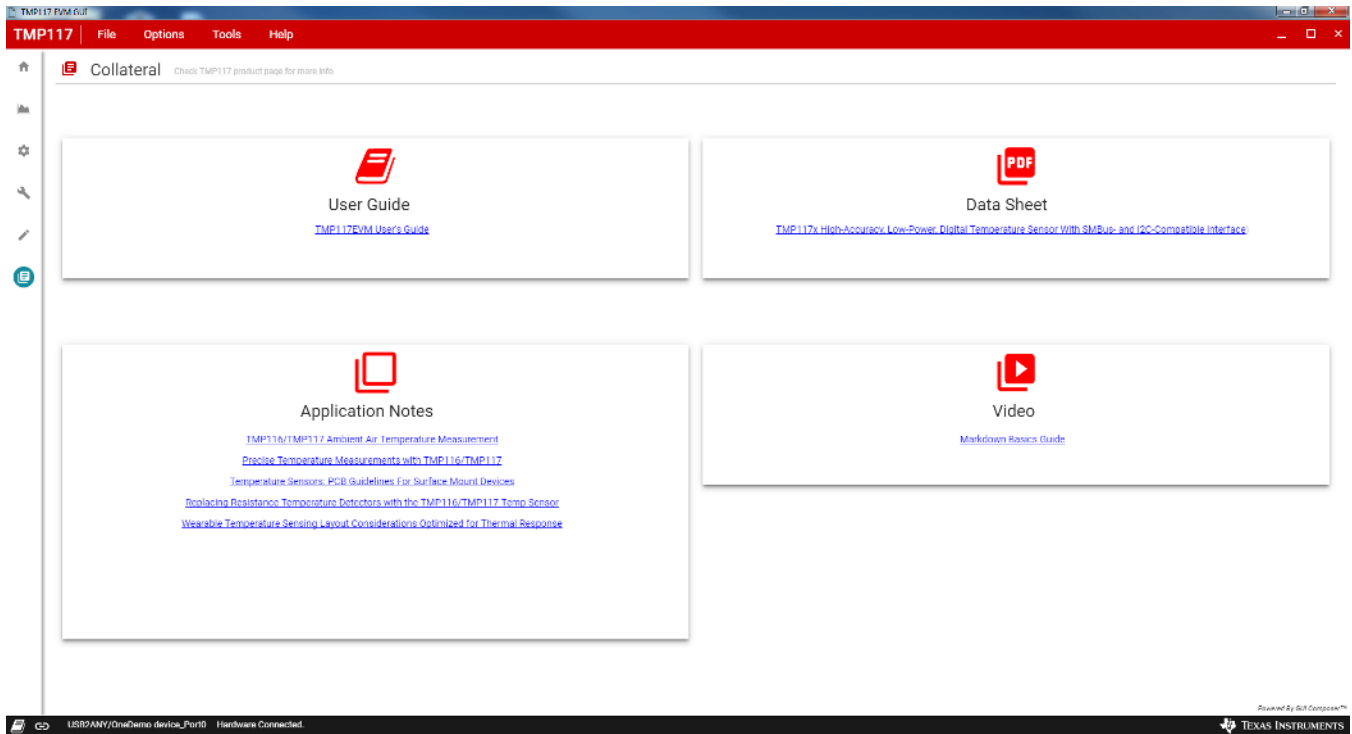 TMP117 EVM GUI
TMP117 File Options Tools Help
Collateral Check TMP117 product page for more info
User Guide
TMP117EVM User's Guide
PDF
Data Sheet
TMP117x High-Accuracy, Low-Power, Digital Temperature Sensor With SMBus- and I2C-Compatible Interface)
Application Notes
TMP116/TMP117 Ambient Air Temperature Measurement
Precise Temperature Measurements with TMP116/TMP117
Temperature Sensors: PCB Guidelines For Surface Mount Devices
Replacing Resistance Temperature Detectors with the TMP116/TMP117 Temp Sensor
Wearable Temperature Sensing Layout Considerations Optimized for Thermal Response
Video
Markdown Basics Guide
Powered By GUI Composer™
USB2ANY/OneDemo device_Port0 Hardware Connected.
TEXAS INSTRUMENTS